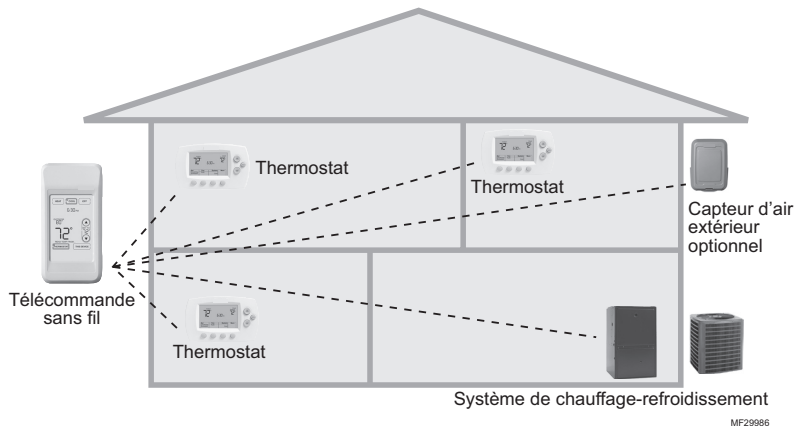 Thermostat
Thermostat
Capteur d'air
extérieur
optionnel
Télécommande
sans fil
Thermostat
Système de chauffage-refroidissement
MF29986